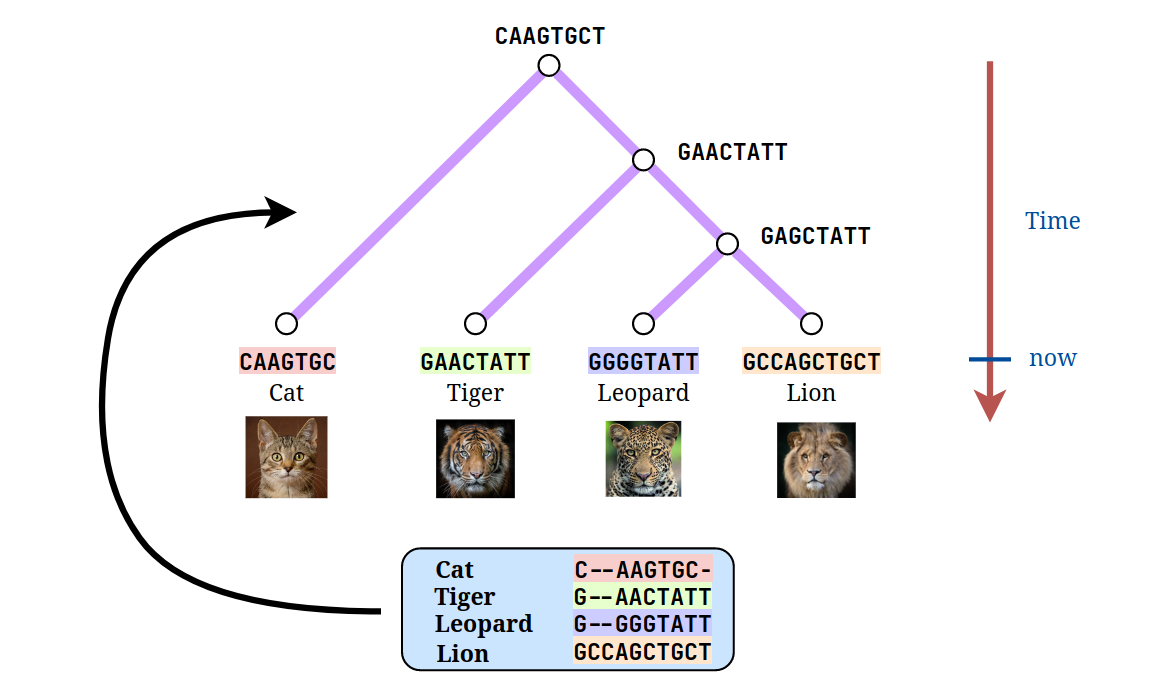 CAAGTGCT
GAACTATT
GAGCTATT
Time
CAAGTGC GAACTATT GGGGTATT GCCAGCTGCT
now
Cat Tiger Leopard Lion
Cat C--AAGTGC-
Tiger G--AACTATT
Leopard G--GGGTATT
Lion GCCAGCTGCT